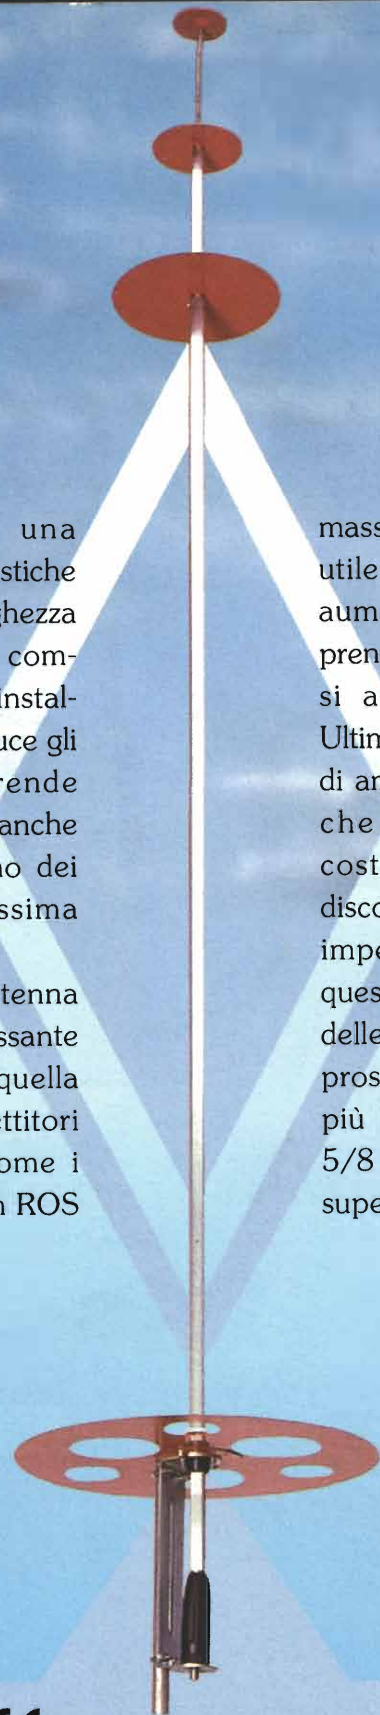 una
stiche
ghezza
com-
instal-
uce gli
rende
anche
no dei
ssima
tenna
ssante
quella
ttitori
ome i
n ROS
mass
utile
aum
pren
si a
Ultim
di an
che
cost
disco
impe
ques
delle
pros
più
5/8
supe